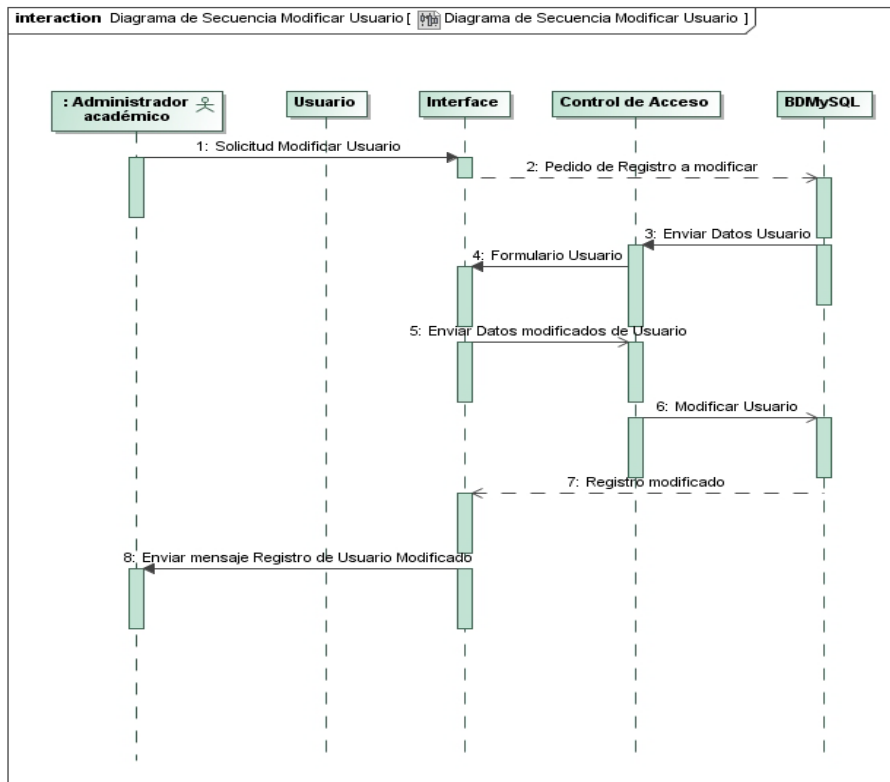 interaction Diagrama de Secuencia Modificar Usuario [ Diagrama de Secuencia Modificar Usuario ]
: Administrador
académico
Usuario
Interface
Control de Acceso
BDMySQL
1: Solicitud Modificar Usuario
2: Pedido de Registro a modificar
3: Enviar Datos Usuario
4: Formulario Usuario
5: Enviar Datos modificados de Usuario
6: Modificar Usuario
7: Registro modificado
8: Enviar mensaje Registro de Usuario Modificado